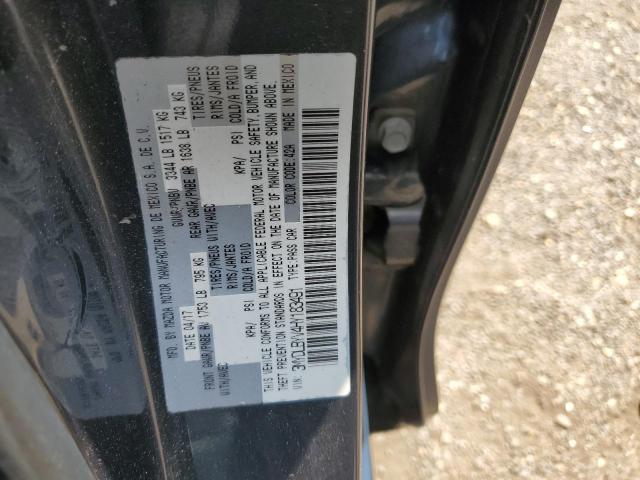 MFD. BY MAZDA MOTOR MANUFACTURING DE MEXICO S.A. DE C.V.
DATE 04/17 GVWR/PNBV 3344 LB 1517 KG
FRONT GAWR/PNBE AV 1753 LB 795 KG REAR GAWR/PNBE AR 1638 LB 743 KG
WITH/AVEC TIRES/PNEUS WITH/AVEC TIRES/PNEUS
RIMS/JANTES RIMS/JANTES
KPA/ PSI COLD/A FROID KPA/ PSI COLD/A FROID
THIS VEHICLE CONFORMS TO ALL APPLICABLE FEDERAL MOTOR VEHICLE SAFETY, BUMPER, AND
THEFT PREVENTION STANDARDS IN EFFECT ON THE DATE OF MANUFACTURE SHOWN ABOVE.
TYPE:PASS CAR COLOR CODE:42A MADE IN MEXICO
VIN: